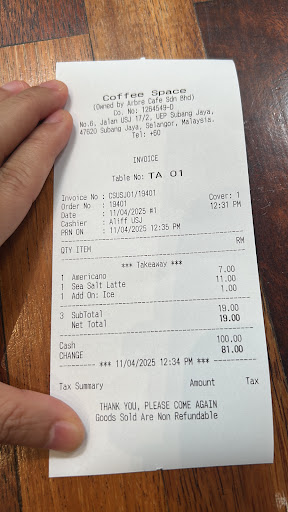 Coffee Space
(Owned by Arbre Cafe Sdn Bhd)
Co. No: 1264549-D
No.6, Jalan USJ 17/2, UEP Subang Jaya,
47620 Subang Jaya, Selangor, Malaysia.
Tel: +60
INVOICE
Table No: TA 01
Invoice No : CSUSJ01/19401
Order No : 19401 Cover: 1
Date : 11/04/2025 #1 12:31 PM
Cashier : Aliff USJ
PRN ON : 11/04/2025 12:35 PM
QTY ITEM RM
*** Takeaway ***
1 Americano 7.00
1 Sea Salt Latte 11.00
1 Add On: Ice 1.00
3 SubTotal 19.00
Net Total 19.00
Cash 100.00
CHANGE 81.00
*** 11/04/2025 12:34 PM ***
Tax Summary Amount Tax
THANK YOU, PLEASE COME AGAIN
Goods Sold Are Non Refundable